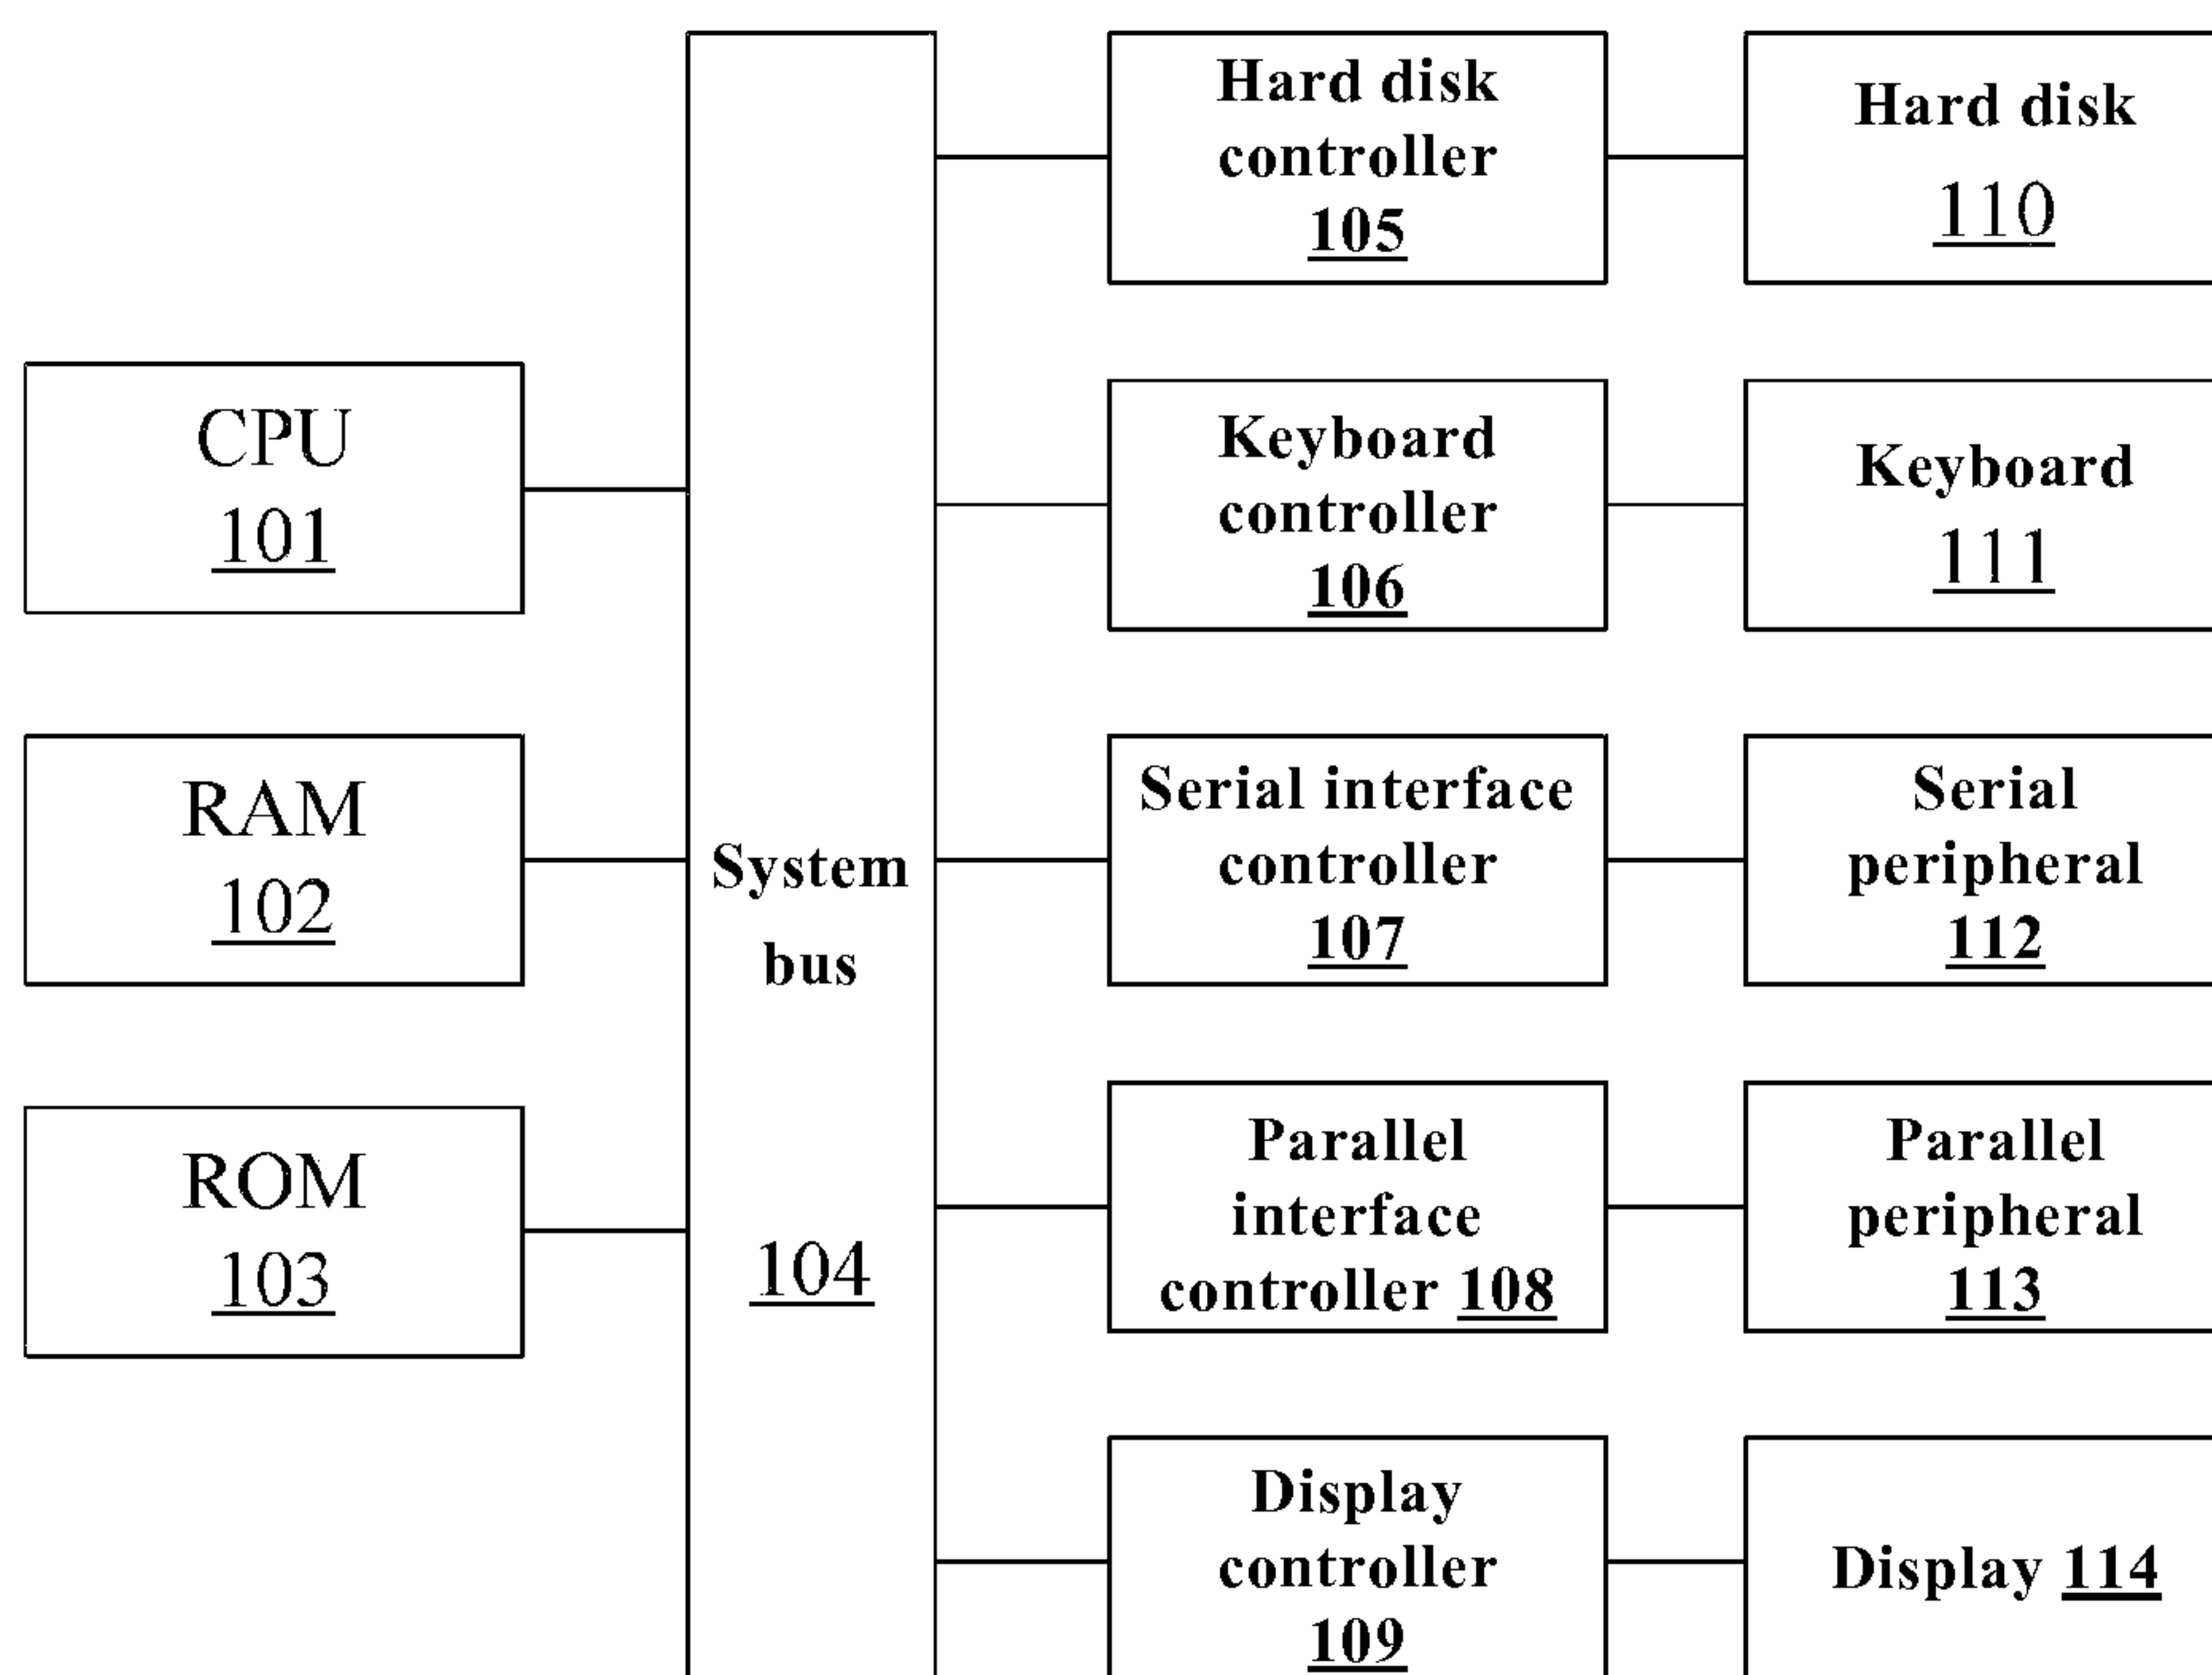 CPU
101
RAM
102
ROM
103
System
bus
104
Hard disk
controller
105
Hard disk
110
Keyboard
controller
106
Keyboard
111
Serial interface
controller
107
Serial
peripheral
112
Parallel
interface
controller 108
Parallel
peripheral
113
Display
controller
109
Display 114